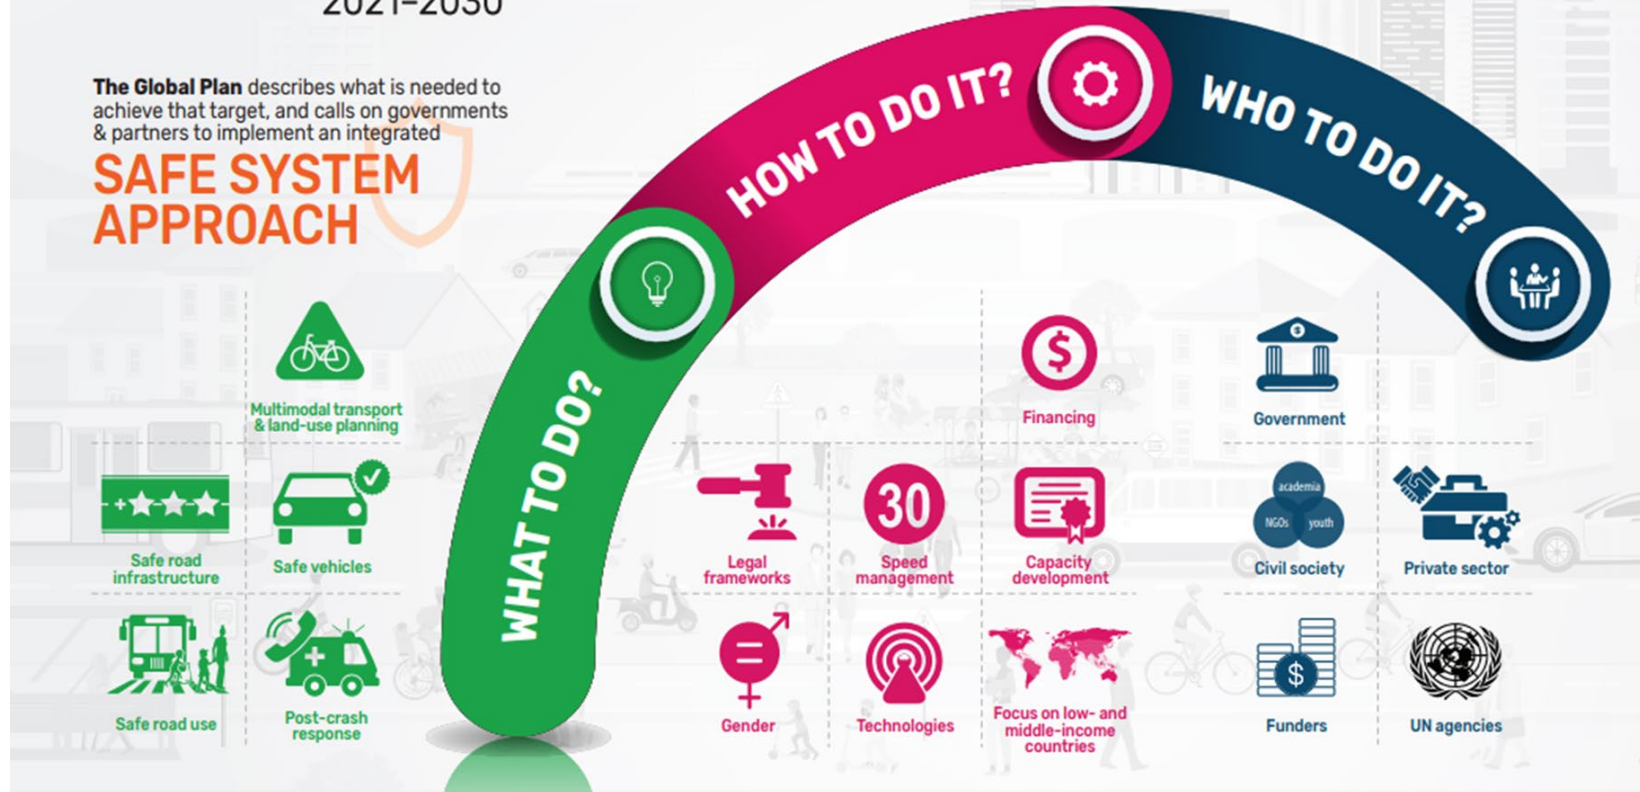 2021–2030
The Global Plan describes what is needed to
achieve that target, and calls on governments
& partners to implement an integrated
SAFE SYSTEM
APPROACH
WHAT TO DO?
HOW TO DO IT?
WHO TO DO IT?
Multimodal transport
& land-use planning
Safe road
infrastructure
Safe vehicles
Safe road use
Post-crash
response
$
Financing
Legal
frameworks
30
Speed
management
Capacity
development
Gender
Technologies
Focus on low- and
middle-income
countries
$
Government
academia
NGOs youth
Civil society
Private sector
$
Funders
UN agencies